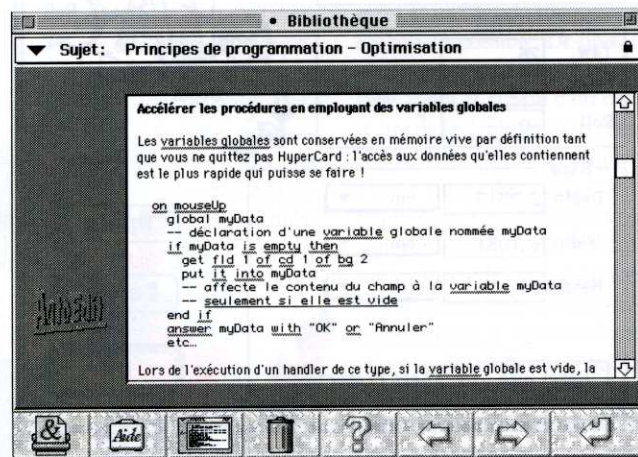 • Bibliothèque
Sujet: Principes de programmation - Optimisation
Accélérer les procédures en employant des variables globales
Les variables globales sont conservées en mémoire vive par définition tant
que vous ne quittez pas HyperCard : l'accès aux données qu'elles contiennent
est le plus rapide qui puisse se faire !
on mouseUp
global myData
-- déclaration d'une variable globale nommée myData
if myData is empty then
get fld 1 of cd 1 of bg 2
put it into myData
-- affecte le contenu du champ à la variable myData
-- seulement si elle est vide
end if
answer myData with "OK" or "Annuler"
etc…
Lors de l'exécution d'un handler de ce type, si la variable globale est vide, la
& Aide ?